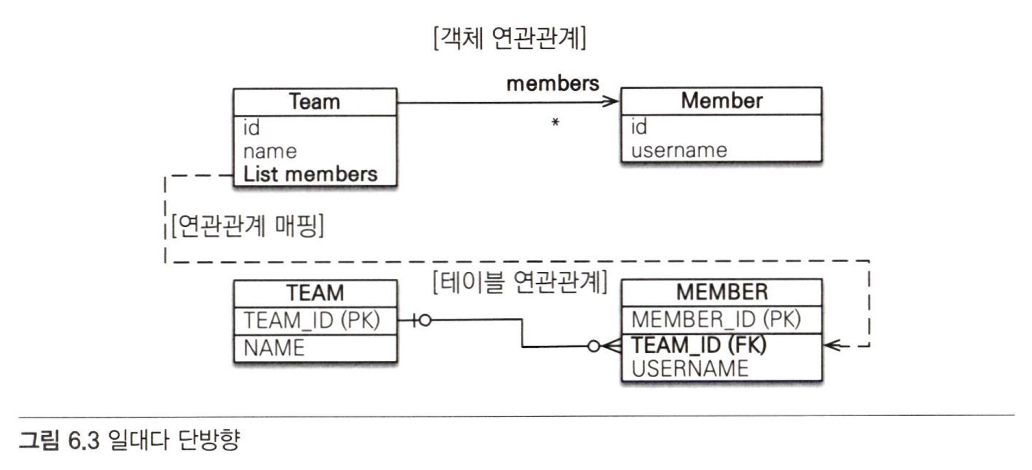 [객체 연관관계]
members
Team
Member
*
id
name
List members
id
username
[연관관계 매핑]
[테이블 연관관계]
TEAM
TEAM_ID (PK)
NAME
MEMBER
MEMBER_ID (PK)
TEAM_ID (FK)
USERNAME
그림 6.3 일대다 단방향